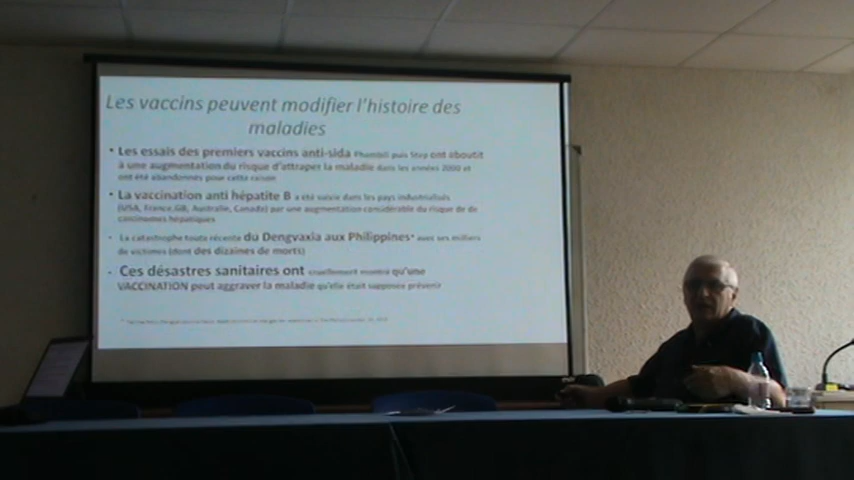 Les vaccins peuvent modifier l'histoire des
maladies
• Les essais des premiers vaccins anti-sida Phambili puis Step ont aboutit
à une augmentation du risque d'attraper la maladie dans les années 2000 et
ont été abandonnés pour cette raison
• La vaccination anti hépatite B a été suivie dans les pays industrialisés
(USA, France, GB, Australie, Canada) par une augmentation considérable du risque de de
carcinomes hépatiques
• La catastrophe toute récente du Dengvaxia aux Philippines* avec ses milliers
de victimes (dont des dizaines de morts)
• Ces désastres sanitaires ont cruellement montré qu'une
VACCINATION peut aggraver la maladie qu'elle était supposée prévenir